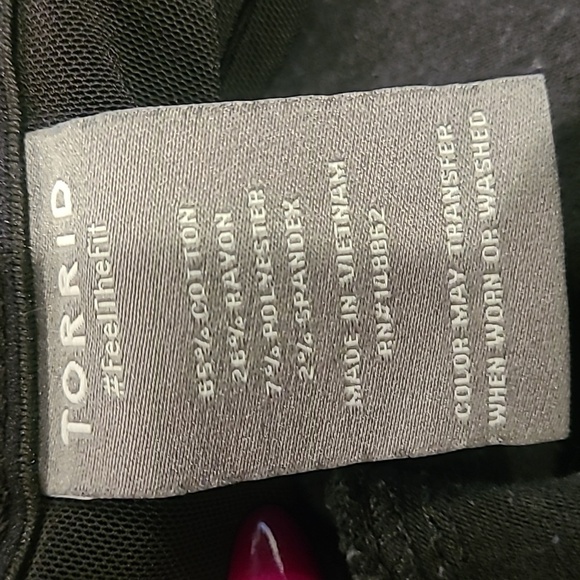 TORRID
#FeelTheFit
65% COTTON
26% RAYON
7% POLYESTER
2% SPANDEX
MADE IN VIETNAM
RN#148862
COLOR MAY TRANSFER
WHEN WORN OR WASHED